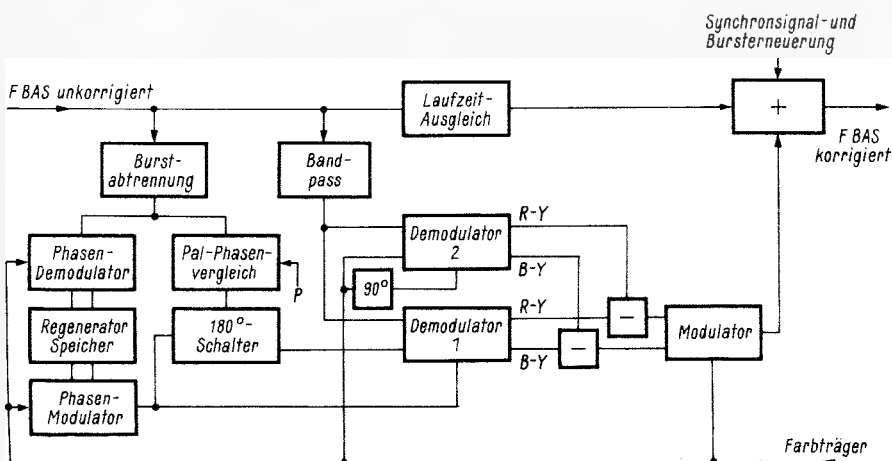 Synchronsignal-und
Bursterneuerung
F BAS unkorrigiert
Laufzeit-
Ausgleich
+
F BAS
korrigiert
Burst-
abtrennung
Band-
pass
Phasen-
Demodulator
Pal-Phasen-
vergleich
P
Demodulator
2
R-Y
B-Y
90°
Regenerator
Speicher
180°-
Schalter
Demodulator
1
R-Y
B-Y
−
−
Modulator
Phasen-
Modulator
Farbträger